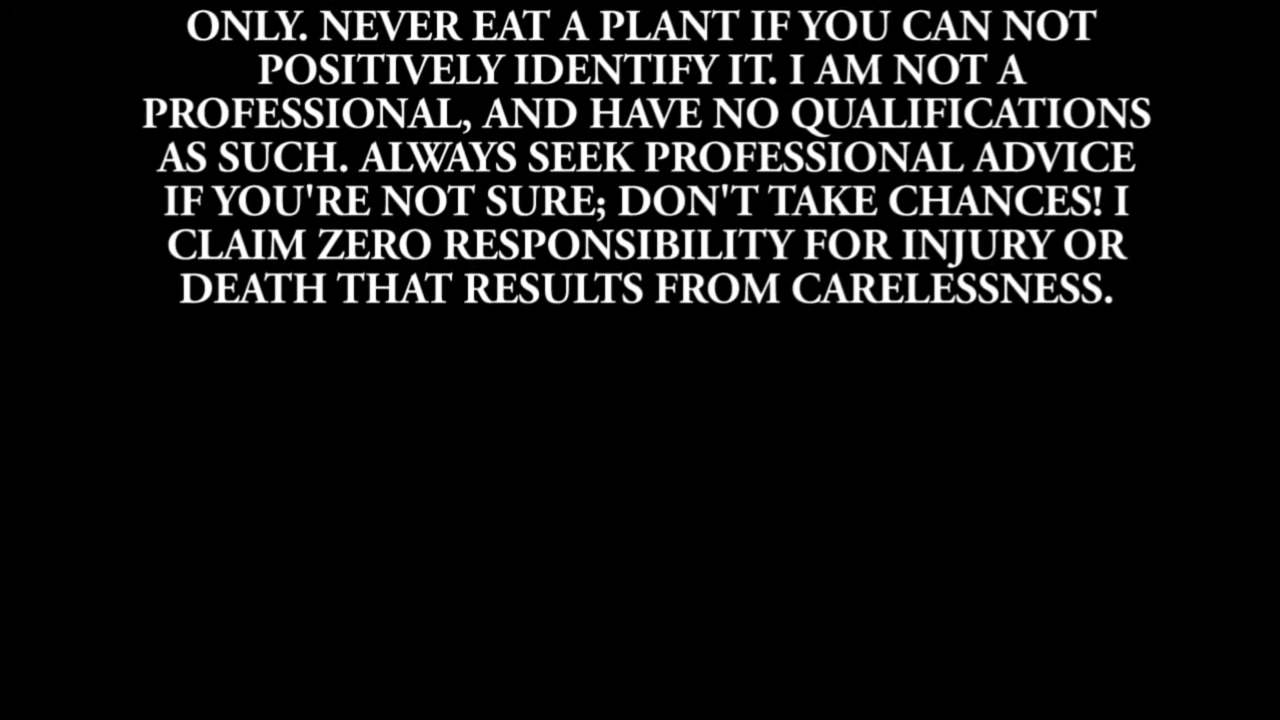 ONLY. NEVER EAT A PLANT IF YOU CAN NOT
POSITIVELY IDENTIFY IT. I AM NOT A
PROFESSIONAL, AND HAVE NO QUALIFICATIONS
AS SUCH. ALWAYS SEEK PROFESSIONAL ADVICE
IF YOU'RE NOT SURE; DON'T TAKE CHANCES! I
CLAIM ZERO RESPONSIBILITY FOR INJURY OR
DEATH THAT RESULTS FROM CARELESSNESS.